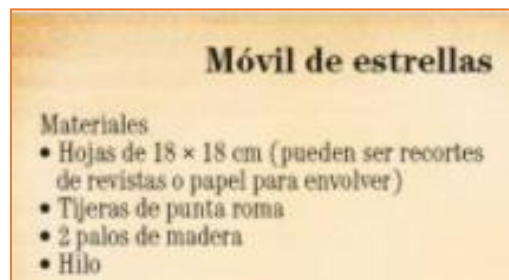 Móvil de estrellas
Materiales
• Hojas de 18 × 18 cm (pueden ser recortes
de revistas o papel para envolver)
• Tijeras de punta roma
• 2 palos de madera
• Hilo